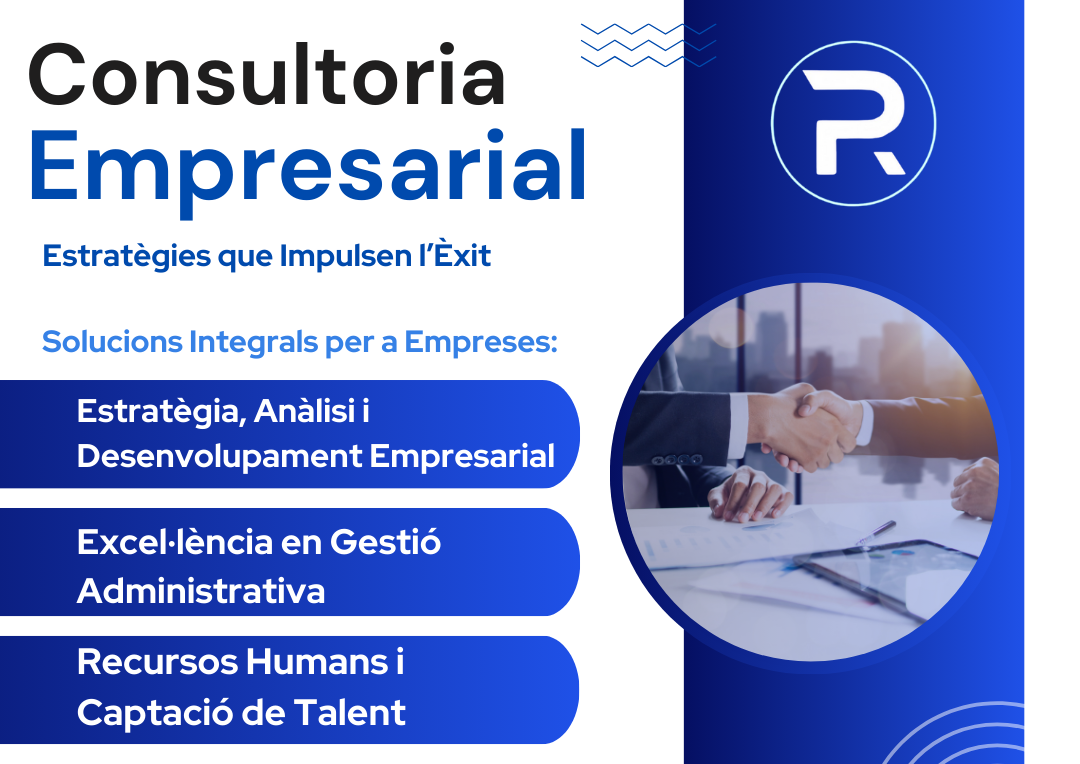 Consultoria
Empresarial
Estratègies que Impulsen l’Èxit
Solucions Integrals per a Empreses:
Estratègia, Anàlisi i
Desenvolupament Empresarial
Excel·lència en Gestió
Administrativa
Recursos Humans i
Captació de Talent
R